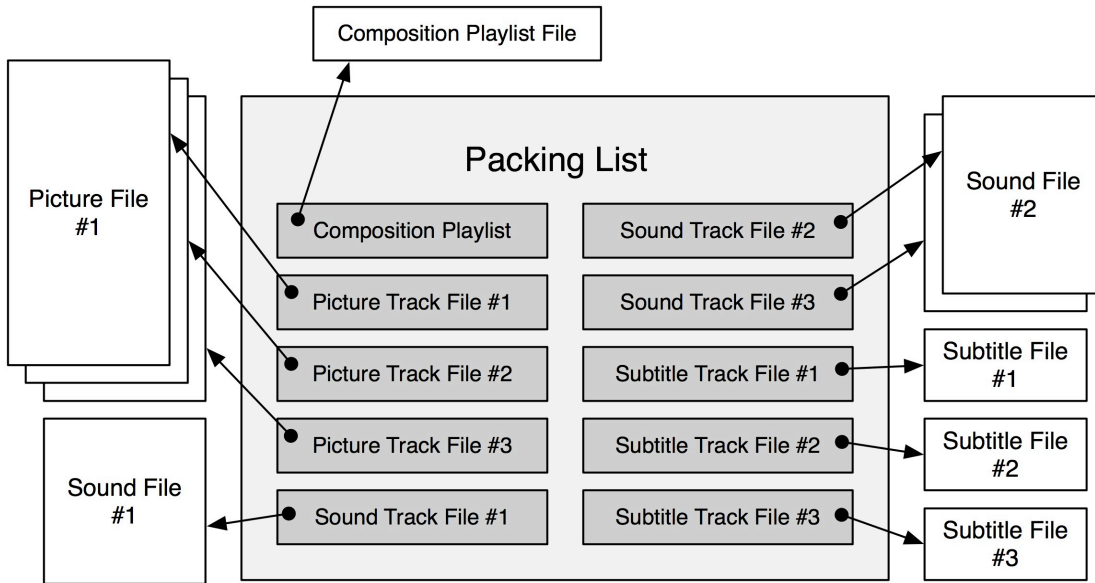 Composition Playlist File
Picture File
#1
Sound File
#1
Packing List
Composition Playlist
Picture Track File #1
Picture Track File #2
Picture Track File #3
Sound Track File #1
Sound Track File #2
Sound Track File #3
Subtitle Track File #1
Subtitle Track File #2
Subtitle Track File #3
Sound File
#2
Subtitle File
#1
Subtitle File
#2
Subtitle File
#3